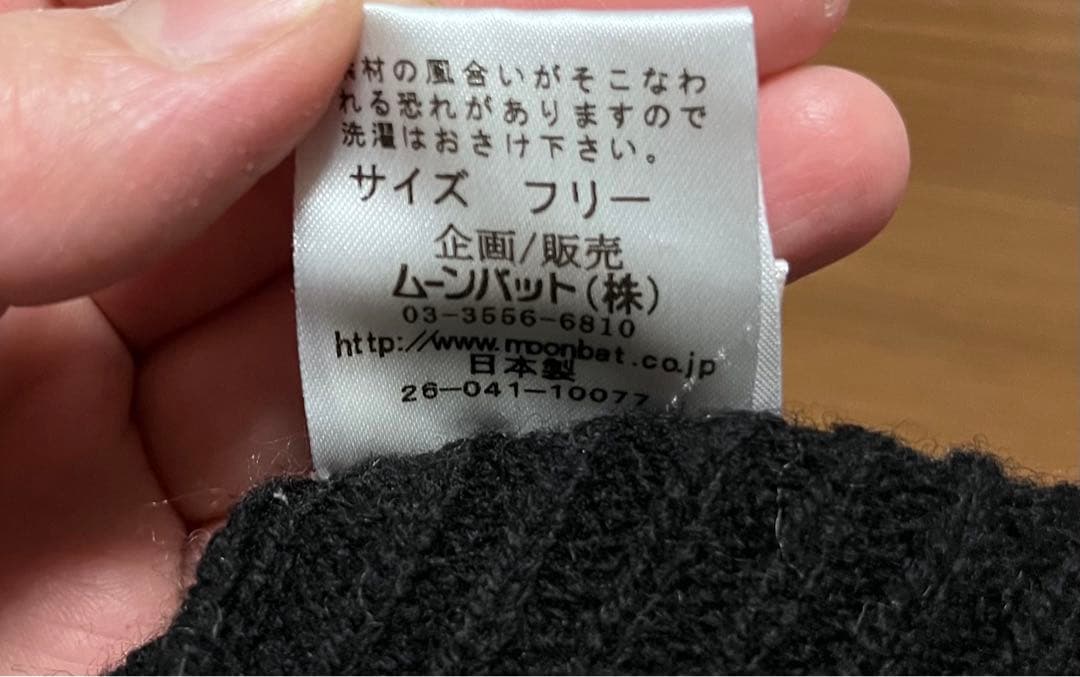 素材の風合いがそこなわ
れる恐れがありますので
洗濯はおさけ下さい。
サイズ フリー
企画/販売
ムーンバット(株)
03-3556-6810
http://www.moonbat.co.jp
日本製
26-041-10077